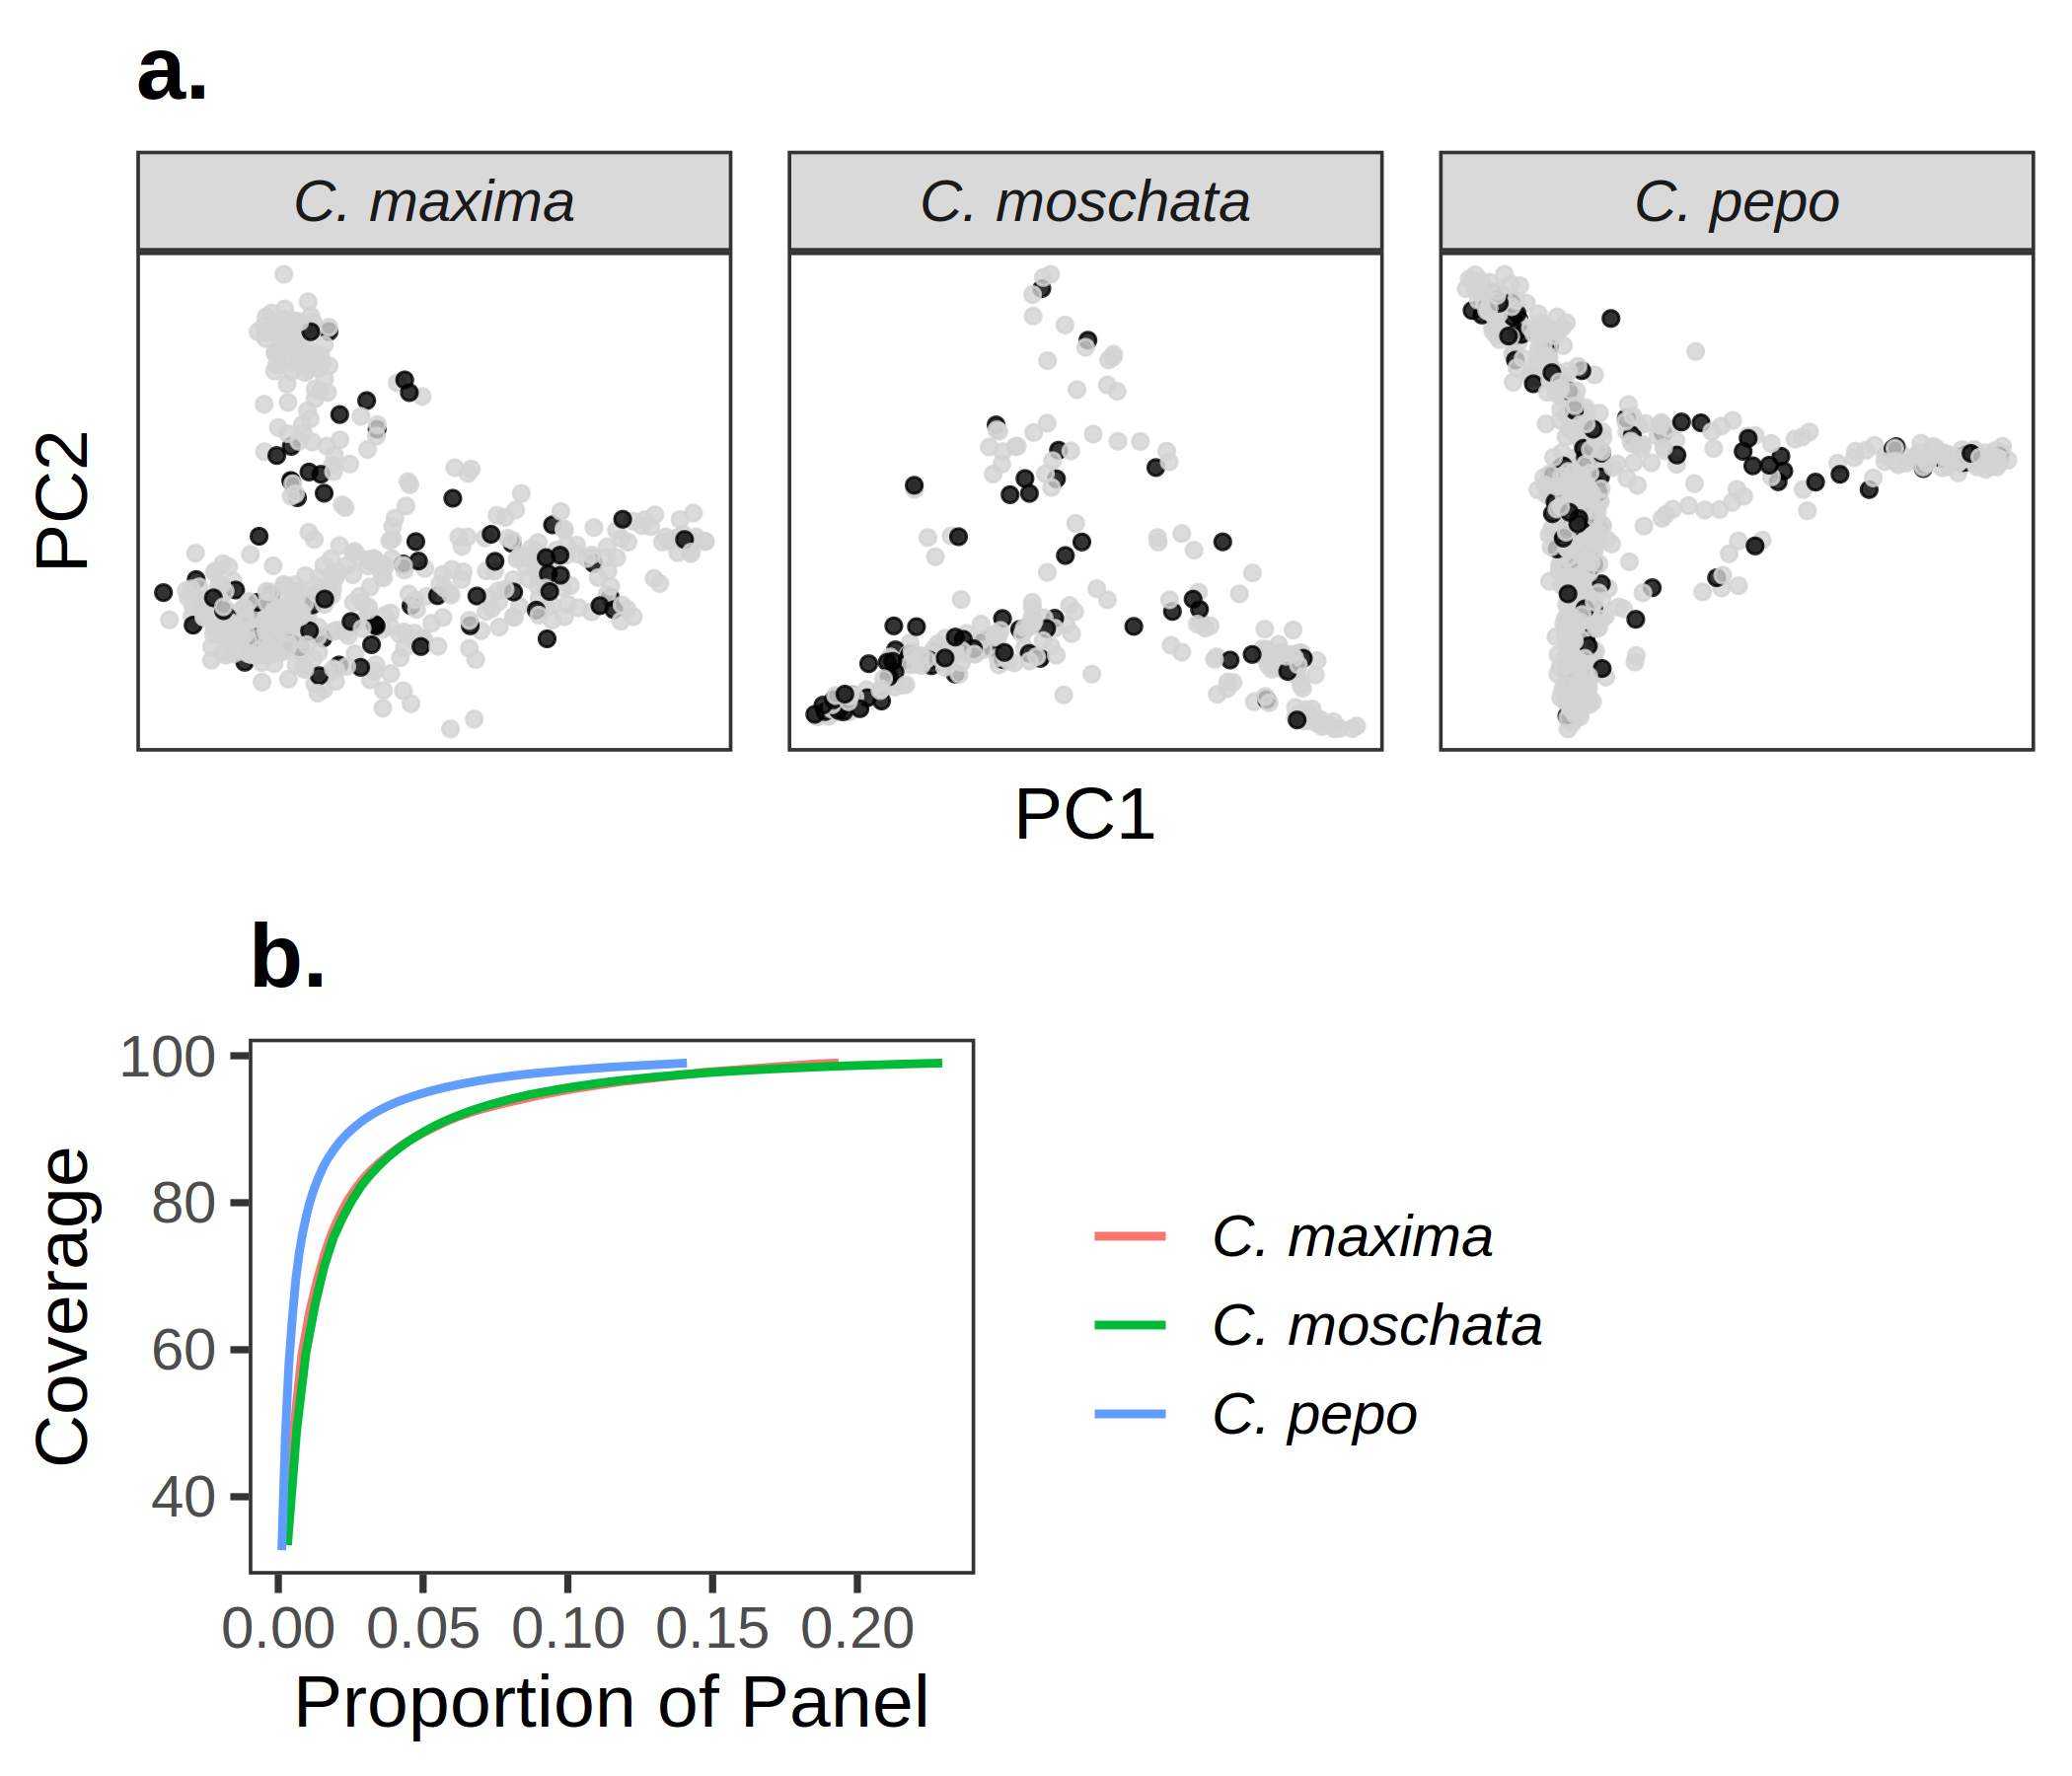 a.
C. maxima
C. moschata
C. pepo
PC2
PC1
b.
100
80
60
40
Coverage
0.00 0.05 0.10 0.15 0.20
Proportion of Panel
C. maxima
C. moschata
C. pepo